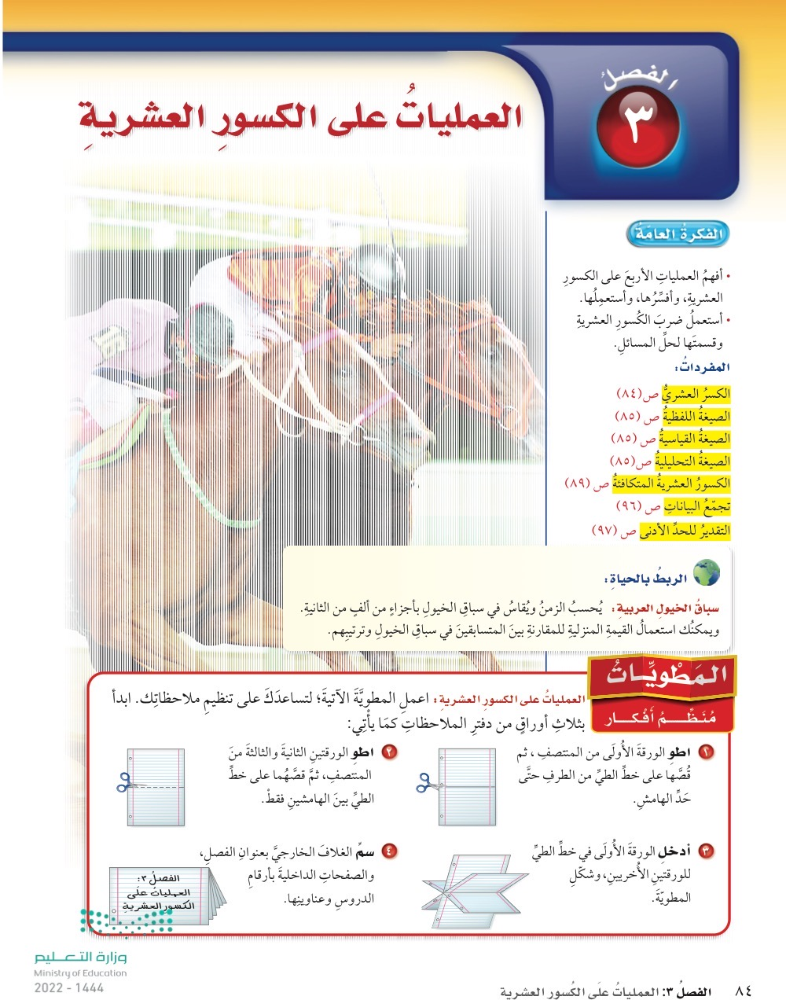 الفصلُ
٣
العملياتُ على الكسورِ العشريةِ
الفكرةُ العامةُ
• أفهمُ العملياتِ الأربعَ على الكسورِ
العشريةِ، وأفسِّرُها، وأستعمِلُها.
• أستعملُ ضربَ الكُسورِ العشريةِ
وقسمتَها لحلِّ المسائلِ.
المفرداتُ:
الكسرُ العشريُّ ص(٨٤)
الصيغةُ اللفظيةُ ص (٨٥)
الصيغةُ القياسيةُ ص (٨٥)
الصيغةُ التحليليةُ ص(٨٥)
الكسورُ العشريةُ المتكافئةُ ص (٨٩)
تجمّعُ البياناتِ ص (٩٦)
التقديرُ للحدِّ الأدنى ص (٩٧)
الربطُ بالحياةِ:
سباقُ الخيولِ العربيةِ: يُحسبُ الزمنُ ويُقاسُ في سباقِ الخيولِ بأجزاءٍ من ألفٍ من الثانيةِ.
ويمكنُك استعمالُ القيمةِ المنزليةِ للمقارنةِ بينَ المتسابقينَ في سباقِ الخيولِ وترتيبِهم.
المَطْويَّاتُ
مُنَظِّمُ أَفْكار
العملياتُ على الكسورِ العشريةِ: اعملِ المطويَّةَ الآتيةَ؛ لتساعدَكَ على تنظيمِ ملاحظاتِك. ابدأ
بثلاثِ أوراقٍ من دفترِ الملاحظاتِ كمَا يأْتِي:
١ اطوِ الورقةَ الأُولَى من المنتصفِ ، ثم
قُصَّها على خطِّ الطيِّ من الطرفِ حتَّى
حَدِّ الهامشِ.
٢ اطوِ الورقتينِ الثانيةَ والثالثةَ منَ
المنتصفِ، ثمَّ قصَّهُما على خطِّ
الطيِّ بينَ الهامشينِ فقطْ.
٣ أدخلِ الورقةَ الأُولَى في خطِّ الطيِّ
للورقتينِ الأُخريينِ، وشكّلِ
المطويّةَ.
٤ سمِّ الغلافَ الخارجيَّ بعنوانِ الفصلِ،
والصفحاتِ الداخليةَ بأرقامِ
الدروسِ وعناوينِها.
الفصلُ ٣:
العملياتُ علَى
الكسورِ العشريةِ
وزارة التعليم
Ministry of Education
2022 - 1444
٨٤ الفصلُ ٣: العملياتُ علَى الكُسورِ العشريةِ